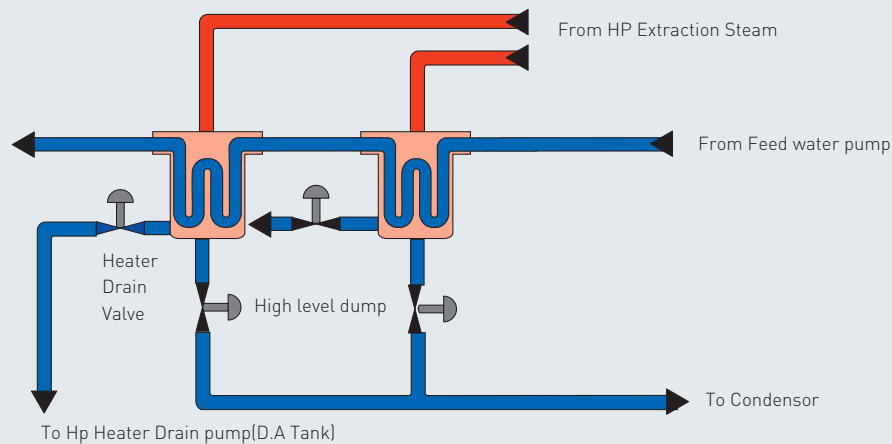 From HP Extraction Steam
From Feed water pump
Heater
Drain
Valve
High level dump
To Condensor
To Hp Heater Drain pump(D.A Tank)